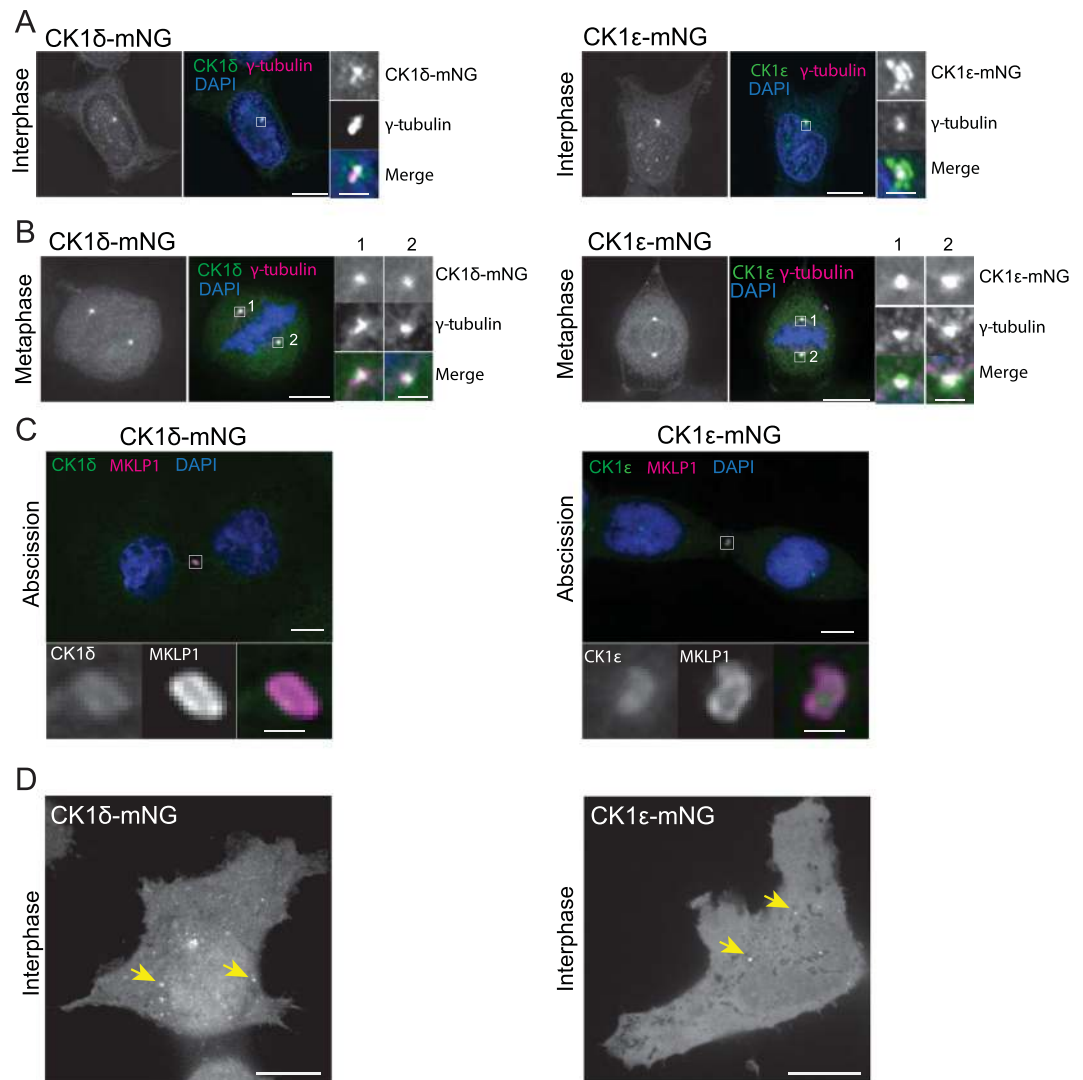 A
CK1δ-mNG
Interphase
CK1δ γ-tubulin
DAPI
CK1δ-mNG
γ-tubulin
Merge
CK1ε-mNG
Interphase
CK1ε γ-tubulin
DAPI
CK1ε-mNG
γ-tubulin
Merge
B
CK1δ-mNG
Metaphase
CK1δ γ-tubulin
DAPI
1
2
1 2
CK1δ-mNG
γ-tubulin
Merge
CK1ε-mNG
Metaphase
CK1ε γ-tubulin
DAPI
1
2
1 2
CK1ε-mNG
γ-tubulin
Merge
C
CK1δ-mNG
Abscission
CK1δ MKLP1 DAPI
CK1δ MKLP1
CK1ε-mNG
Abscission
CK1ε MKLP1 DAPI
CK1ε MKLP1
D
Interphase
CK1δ-mNG
Interphase
CK1ε-mNG